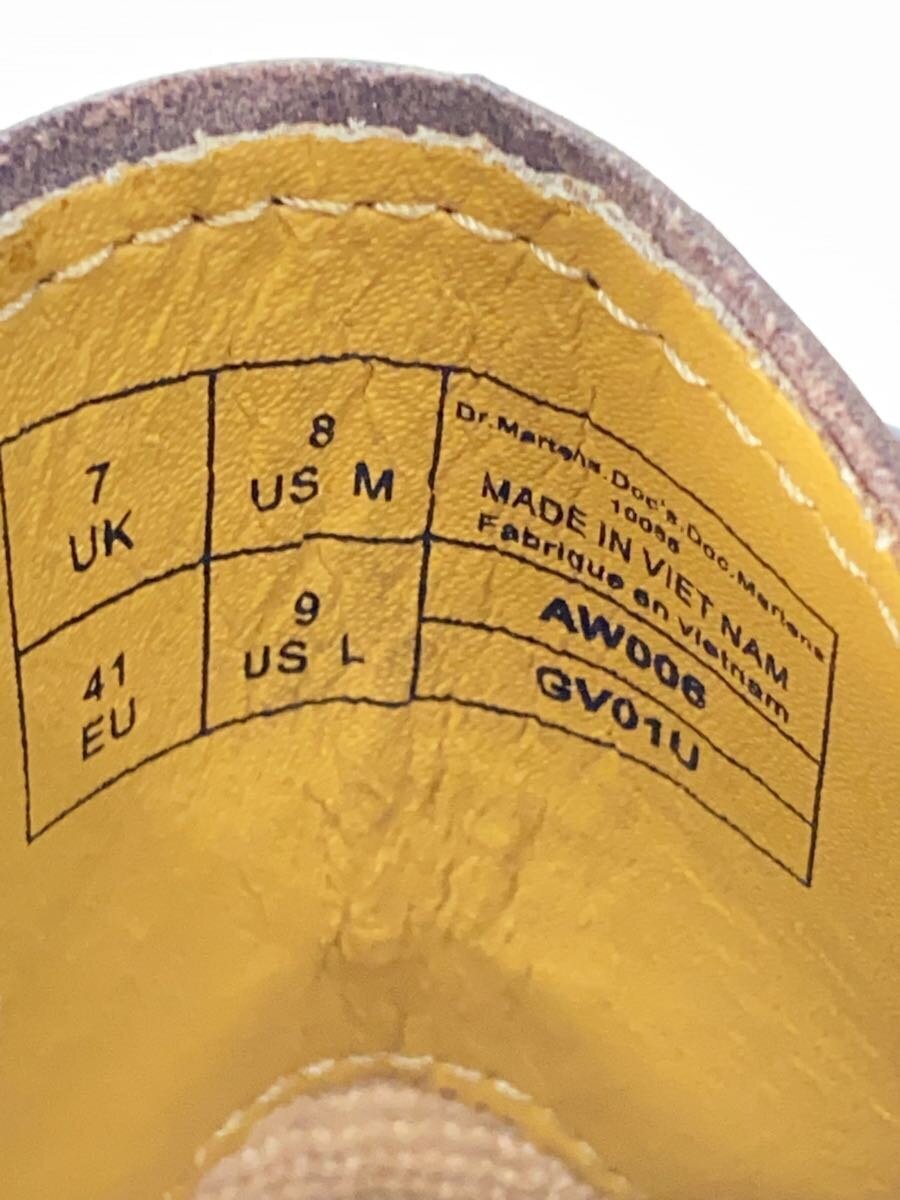 7
UK
8
US M
41
EU
9
US L
Dr.Martens.Doc's.Doc.Martens
MADE IN VIET NAM
Fabrique en vietnam
AW006
GV01U